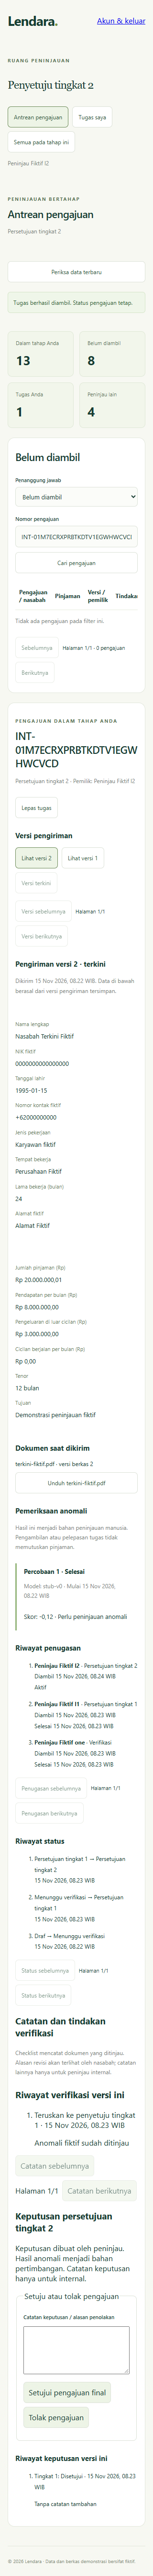 Lendara.
Akun & keluar
RUANG PENINJAUAN
Penyetuju tingkat 2
Antrean pengajuan
Tugas saya
Semua pada tahap ini
Peninjau Fiktif l2
PENINJAUAN BERTAHAP
Antrean pengajuan
Persetujuan tingkat 2
Periksa data terbaru
Tugas berhasil diambil. Status pengajuan tetap.
Dalam tahap Anda
13
Belum diambil
8
Tugas Anda
1
Peninjau lain
4
Belum diambil
Penanggung jawab
Belum diambil
Nomor pengajuan
INT-01M7ECRXPRBTKDTV1EGWHWCVCI
Cari pengajuan
Pengajuan
/ nasabah
Pinjaman
Versi /
pemilik
Tindakan
Tidak ada pengajuan pada filter ini.
Sebelumnya
Halaman 1/1 · 0 pengajuan
Berikutnya
PENGAJUAN DALAM TAHAP ANDA
INT-
01M7ECRXPRBTKDTV1EGW
HWCVCD
Persetujuan tingkat 2 · Pemilik: Peninjau Fiktif l2
Lepas tugas
Versi pengiriman
Lihat versi 2
Lihat versi 1
Versi terkini
Versi sebelumnya
Halaman 1/1
Versi berikutnya
Pengiriman versi 2 · terkini
Dikirim 15 Nov 2026, 08.22 WIB. Data di bawah
berasal dari versi pengiriman tersimpan.
Nama lengkap
Nasabah Terkini Fiktif
NIK fiktif
0000000000000000
Tanggal lahir
1995-01-15
Nomor kontak fiktif
+62000000000
Jenis pekerjaan
Karyawan fiktif
Tempat bekerja
Perusahaan Fiktif
Lama bekerja (bulan)
24
Alamat fiktif
Alamat Fiktif
Jumlah pinjaman (Rp)
Rp 20.000.000,01
Pendapatan per bulan (Rp)
Rp 8.000.000,00
Pengeluaran di luar cicilan (Rp)
Rp 3.000.000,00
Cicilan berjalan per bulan (Rp)
Rp 0,00
Tenor
12 bulan
Tujuan
Demonstrasi peninjauan fiktif
Dokumen saat dikirim
terkini-fiktif.pdf · versi berkas 2
Unduh terkini-fiktif.pdf
Pemeriksaan anomali
Hasil ini menjadi bahan peninjauan manusia.
Pengambilan atau pelepasan tugas tidak
memutuskan pinjaman.
Percobaan 1 · Selesai
Model: stub-v0 · Mulai 15 Nov 2026,
08.22 WIB
Skor: -0,12 · Perlu peninjauan anomali
Riwayat penugasan
1. Peninjau Fiktif l2 · Persetujuan tingkat 2
Diambil 15 Nov 2026, 08.24 WIB
Aktif
2. Peninjau Fiktif l1 · Persetujuan tingkat 1
Diambil 15 Nov 2026, 08.23 WIB
Selesai 15 Nov 2026, 08.23 WIB
3. Peninjau Fiktif one · Verifikasi
Diambil 15 Nov 2026, 08.23 WIB
Selesai 15 Nov 2026, 08.23 WIB
Penugasan sebelumnya
Halaman 1/1
Penugasan berikutnya
Riwayat status
1. Persetujuan tingkat 1 → Persetujuan
tingkat 2
15 Nov 2026, 08.23 WIB
2. Menunggu verifikasi → Persetujuan
tingkat 1
15 Nov 2026, 08.23 WIB
3. Draf → Menunggu verifikasi
15 Nov 2026, 08.22 WIB
Status sebelumnya
Halaman 1/1
Status berikutnya
Catatan dan tindakan
verifikasi
Checklist mencatat dokumen yang ditinjau.
Alasan revisi akan terlihat oleh nasabah; catatan
lainnya hanya untuk peninjau internal.
Riwayat verifikasi versi ini
1. Teruskan ke penyetuju tingkat
1 · 15 Nov 2026, 08.23 WIB
Anomali fiktif sudah ditinjau
Catatan sebelumnya
Halaman 1/1
Catatan berikutnya
Keputusan persetujuan
tingkat 2
Keputusan dibuat oleh peninjau.
Hasil anomali menjadi bahan
pertimbangan. Catatan keputusan
hanya untuk internal.
Setuju atau tolak pengajuan
Catatan keputusan / alasan penolakan
Setujui pengajuan final
Tolak pengajuan
Riwayat keputusan versi ini
1. Tingkat 1: Disetujui · 15 Nov 2026, 08.23
WIB
Tanpa catatan tambahan
© 2026 Lendara · Data dan berkas demonstrasi bersifat fiktif.